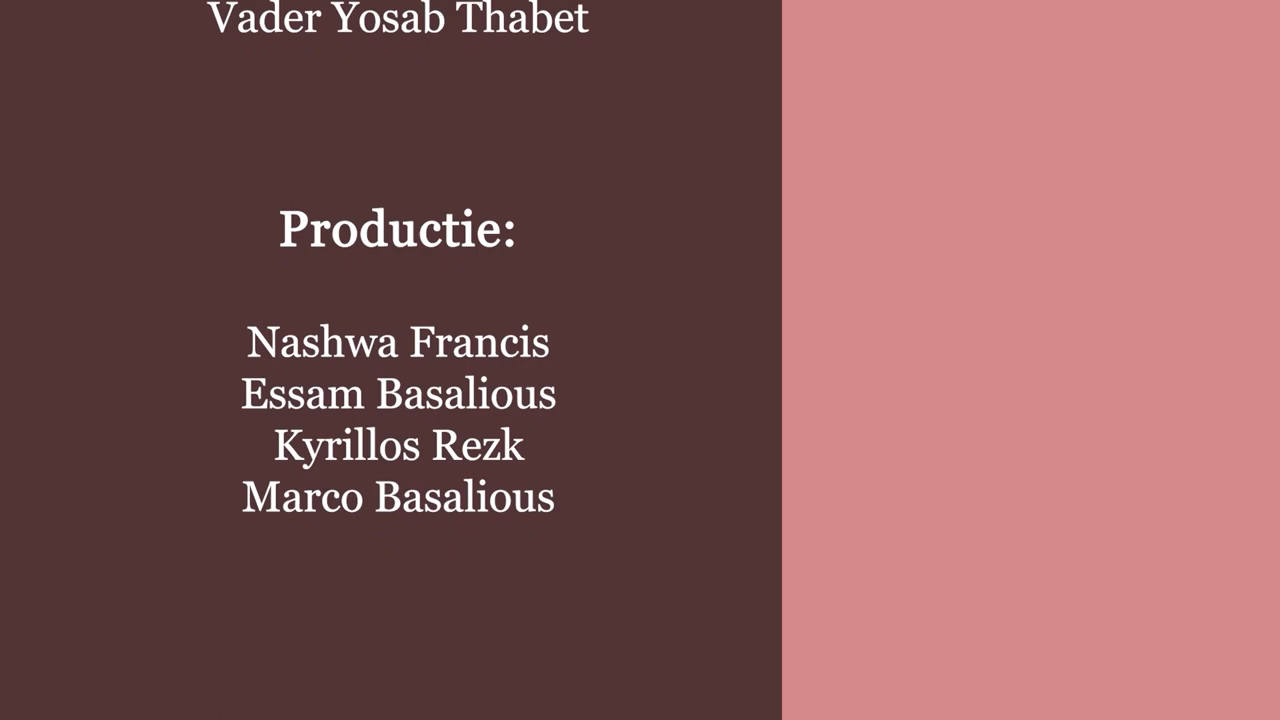 Vader Yosab Thabet
Productie:
Nashwa Francis
Essam Basalious
Kyrillos Rezk
Marco Basalious